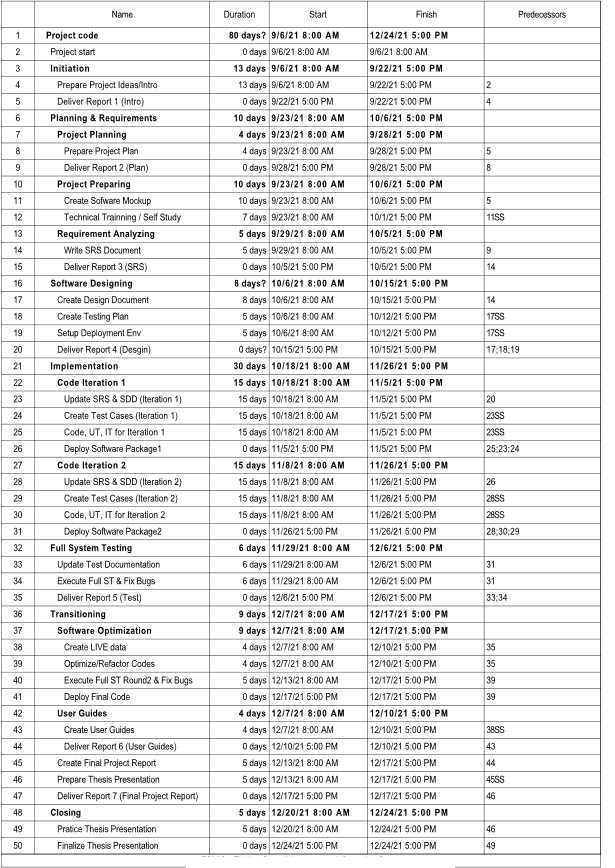 Name Duration Start Finish Predecessors
1 Project code 80 days? 9/6/21 8:00 AM 12/24/21 5:00 PM
2 Project start 0 days 9/6/21 8:00 AM 9/6/21 8:00 AM
3 Initiation 13 days 9/6/21 8:00 AM 9/22/21 5:00 PM
4 Prepare Project Ideas/Intro 13 days 9/6/21 8:00 AM 9/22/21 5:00 PM 2
5 Deliver Report 1 (Intro) 0 days 9/22/21 5:00 PM 9/22/21 5:00 PM 4
6 Planning & Requirements 10 days 9/23/21 8:00 AM 10/6/21 5:00 PM
7 Project Planning 4 days 9/23/21 8:00 AM 9/28/21 5:00 PM
8 Prepare Project Plan 4 days 9/23/21 8:00 AM 9/28/21 5:00 PM 5
9 Deliver Report 2 (Plan) 0 days 9/28/21 5:00 PM 9/28/21 5:00 PM 8
10 Project Preparing 10 days 9/23/21 8:00 AM 10/6/21 5:00 PM
11 Create Sofware Mockup 10 days 9/23/21 8:00 AM 10/6/21 5:00 PM 5
12 Technical Trainning / Self Study 7 days 9/23/21 8:00 AM 10/1/21 5:00 PM 11SS
13 Requirement Analyzing 5 days 9/29/21 8:00 AM 10/5/21 5:00 PM
14 Write SRS Document 5 days 9/29/21 8:00 AM 10/5/21 5:00 PM 9
15 Deliver Report 3 (SRS) 0 days 10/5/21 5:00 PM 10/5/21 5:00 PM 14
16 Software Designing 8 days? 10/6/21 8:00 AM 10/15/21 5:00 PM
17 Create Design Document 8 days 10/6/21 8:00 AM 10/15/21 5:00 PM 14
18 Create Testing Plan 5 days 10/6/21 8:00 AM 10/12/21 5:00 PM 17SS
19 Setup Deployment Env 5 days 10/6/21 8:00 AM 10/12/21 5:00 PM 17SS
20 Deliver Report 4 (Desgin) 0 days? 10/15/21 5:00 PM 10/15/21 5:00 PM 17;18;19
21 Implementation 30 days 10/18/21 8:00 AM 11/26/21 5:00 PM
22 Code Iteration 1 15 days 10/18/21 8:00 AM 11/5/21 5:00 PM
23 Update SRS & SDD (Iteration 1) 15 days 10/18/21 8:00 AM 11/5/21 5:00 PM 20
24 Create Test Cases (Iteration 1) 15 days 10/18/21 8:00 AM 11/5/21 5:00 PM 23SS
25 Code, UT, IT for Iteration 1 15 days 10/18/21 8:00 AM 11/5/21 5:00 PM 23SS
26 Deploy Software Package1 0 days 11/5/21 5:00 PM 11/5/21 5:00 PM 25;23;24
27 Code Iteration 2 15 days 11/8/21 8:00 AM 11/26/21 5:00 PM
28 Update SRS & SDD (Iteration 2) 15 days 11/8/21 8:00 AM 11/26/21 5:00 PM 26
29 Create Test Cases (Iteration 2) 15 days 11/8/21 8:00 AM 11/26/21 5:00 PM 28SS
30 Code, UT, IT for Iteration 2 15 days 11/8/21 8:00 AM 11/26/21 5:00 PM 28SS
31 Deploy Software Package2 0 days 11/26/21 5:00 PM 11/26/21 5:00 PM 28;30;29
32 Full System Testing 6 days 11/29/21 8:00 AM 12/6/21 5:00 PM
33 Update Test Documentation 6 days 11/29/21 8:00 AM 12/6/21 5:00 PM 31
34 Execute Full ST & Fix Bugs 6 days 11/29/21 8:00 AM 12/6/21 5:00 PM 31
35 Deliver Report 5 (Test) 0 days 12/6/21 5:00 PM 12/6/21 5:00 PM 33;34
36 Transitioning 9 days 12/7/21 8:00 AM 12/17/21 5:00 PM
37 Software Optimization 9 days 12/7/21 8:00 AM 12/17/21 5:00 PM
38 Create LIVE data 4 days 12/7/21 8:00 AM 12/10/21 5:00 PM 35
39 Optimize/Refactor Codes 4 days 12/7/21 8:00 AM 12/10/21 5:00 PM 35
40 Execute Full ST Round2 & Fix Bugs 5 days 12/13/21 8:00 AM 12/17/21 5:00 PM 39
41 Deploy Final Code 0 days 12/17/21 5:00 PM 12/17/21 5:00 PM 39
42 User Guides 4 days 12/7/21 8:00 AM 12/10/21 5:00 PM
43 Create User Guides 4 days 12/7/21 8:00 AM 12/10/21 5:00 PM 38SS
44 Deliver Report 6 (User Guides) 0 days 12/10/21 5:00 PM 12/10/21 5:00 PM 43
45 Create Final Project Report 5 days 12/13/21 8:00 AM 12/17/21 5:00 PM 44
46 Prepare Thesis Presentation 5 days 12/13/21 8:00 AM 12/17/21 5:00 PM 45SS
47 Deliver Report 7 (Final Project Report) 0 days 12/17/21 5:00 PM 12/17/21 5:00 PM 46
48 Closing 5 days 12/20/21 8:00 AM 12/24/21 5:00 PM
49 Pratice Thesis Presentation 5 days 12/20/21 8:00 AM 12/24/21 5:00 PM 46
50 Finalize Thesis Presentation 0 days 12/24/21 5:00 PM 12/24/21 5:00 PM 49